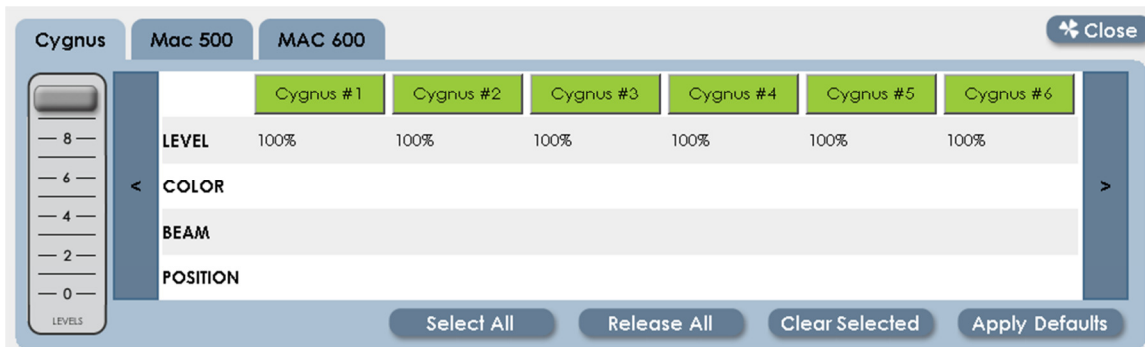 Cygnus Mac 500 MAC 600 Close
Cygnus #1 Cygnus #2 Cygnus #3 Cygnus #4 Cygnus #5 Cygnus #6
8 LEVEL 100% 100% 100% 100% 100% 100%
6 < COLOR >
4
BEAM
2
POSITION
0
LEVELS Select All Release All Clear Selected Apply Defaults